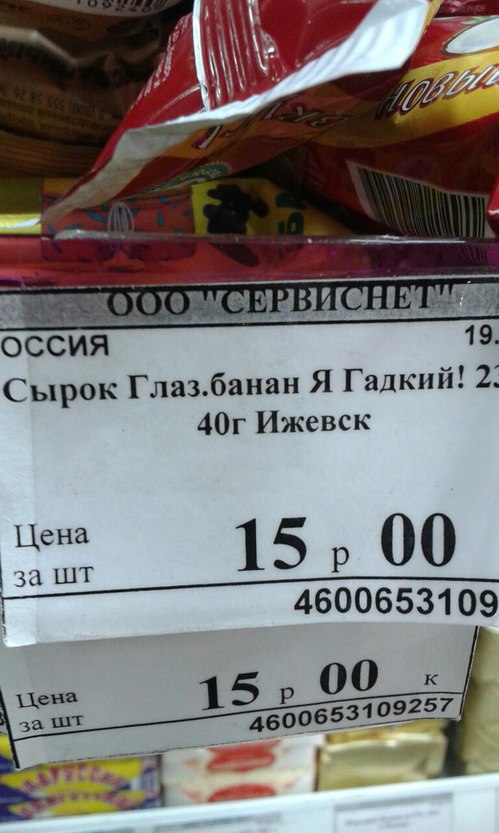 НОВЫ
ООО "СЕРВИСНЕТ"
ОССИЯ
19.
Сырок Глаз.банан Я Гадкий! 23
40г Ижевск
Цена
за шт
15 р 00
4600653109
Цена
за шт
15 р 00 к
4600653109257